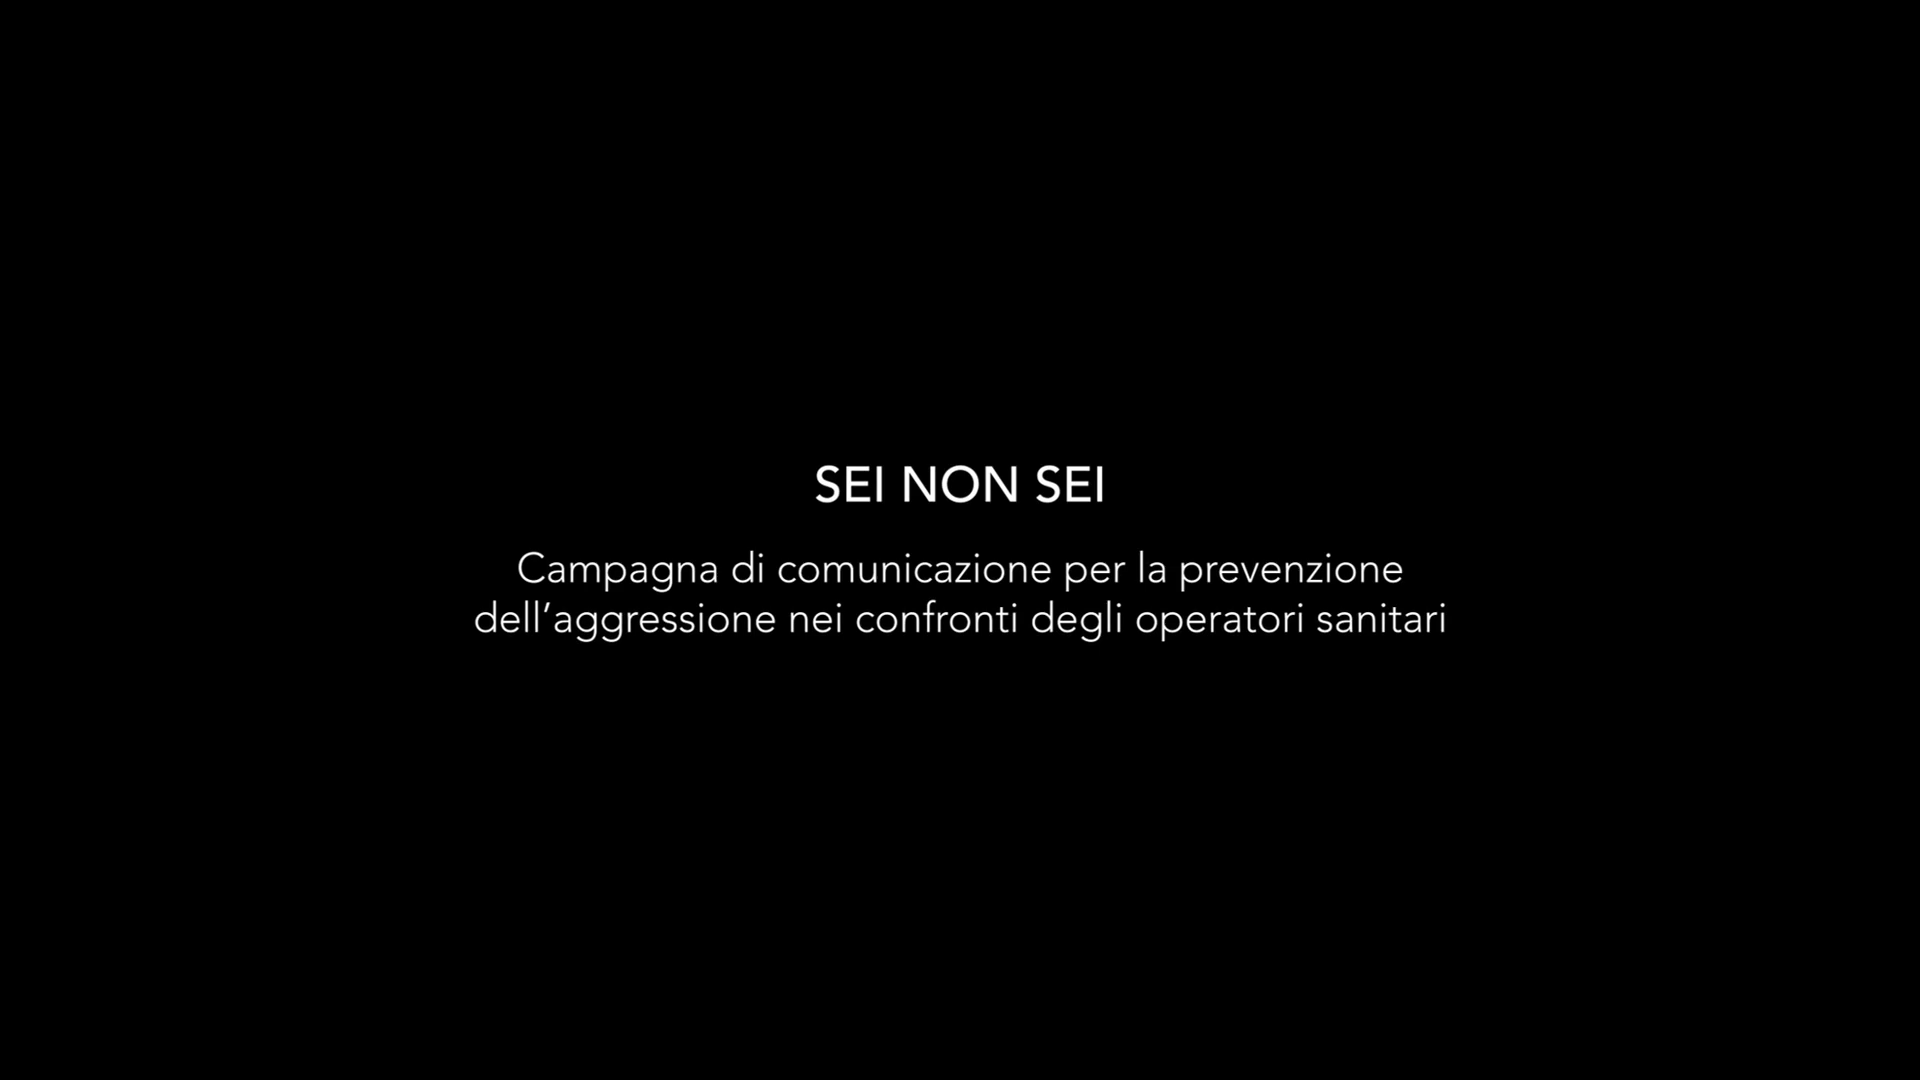 SEI NON SEI
Campagna di comunicazione per la prevenzione
dell’aggressione nei confronti degli operatori sanitari